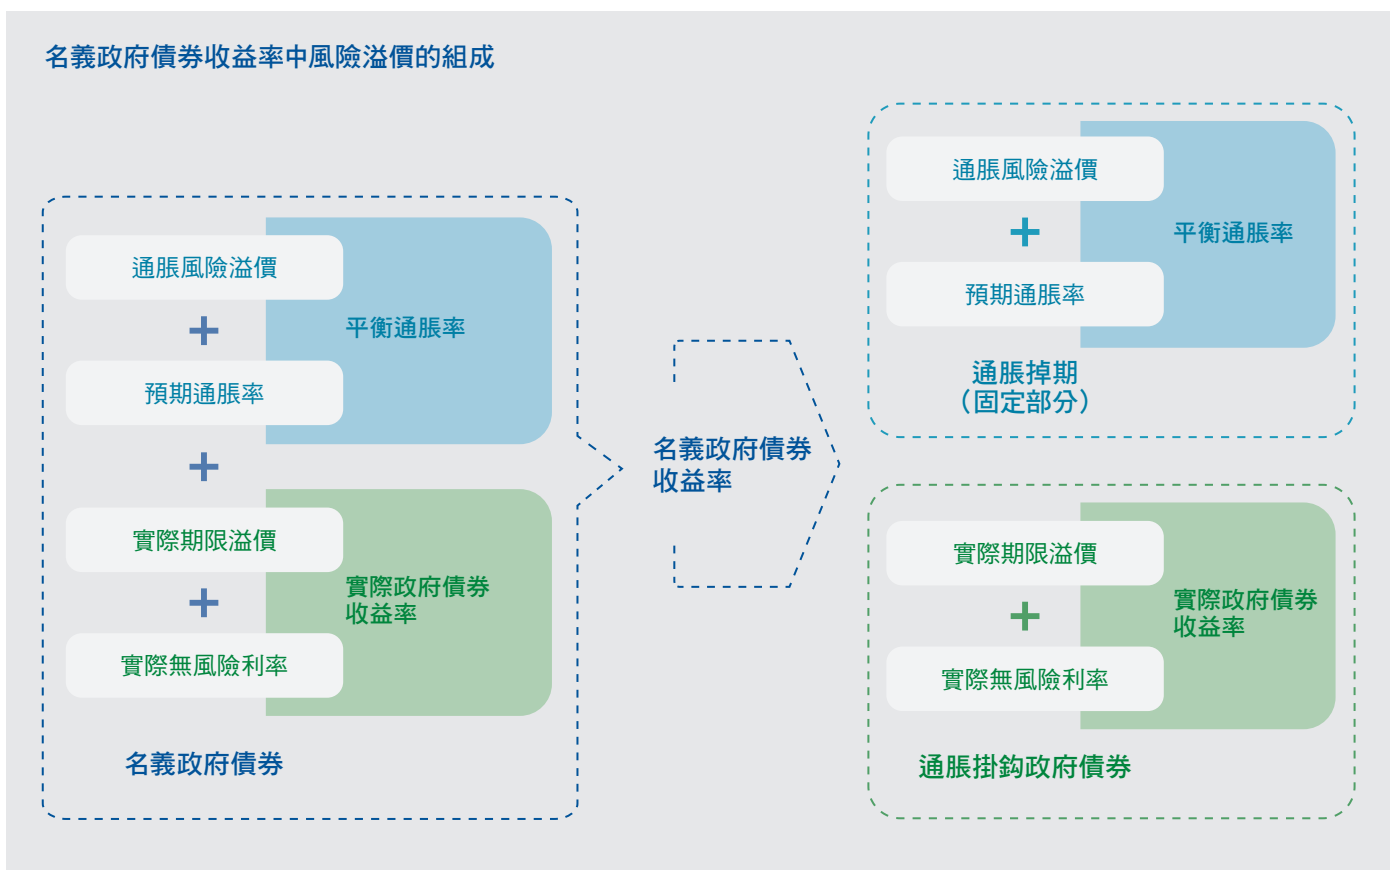 名義政府債券收益率中風險溢價的組成
通脹風險溢價
+
預期通脹率
平衡通脹率
+
實際期限溢價
+
實際無風險利率
實際政府債券
收益率
名義政府債券
名義政府債券
收益率
通脹風險溢價
+
預期通脹率
平衡通脹率
通脹掉期
（固定部分）
實際期限溢價
+
實際無風險利率
實際政府債券
收益率
通脹掛鈎政府債券